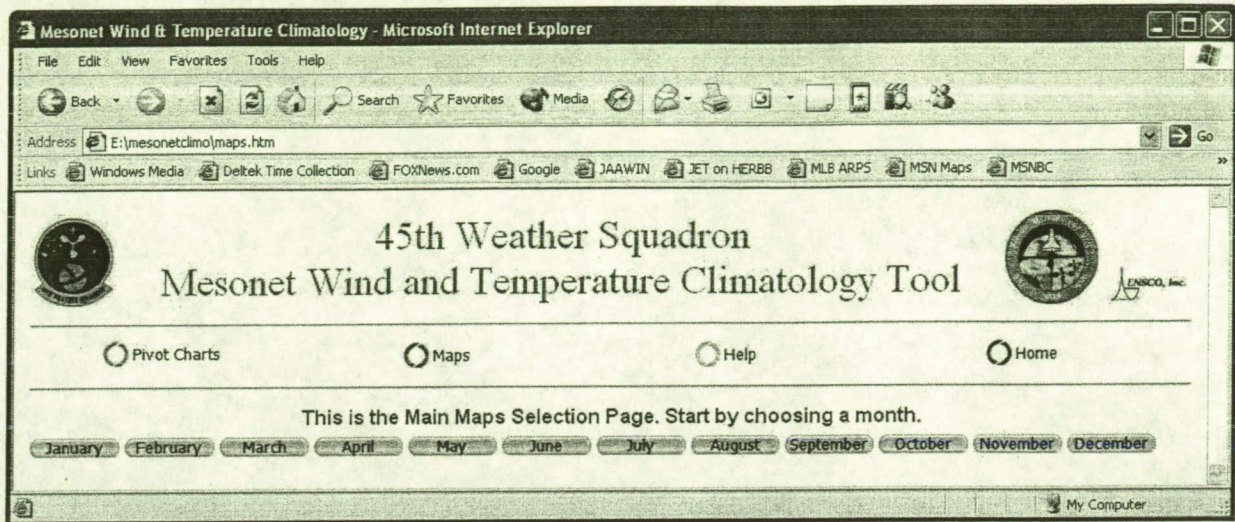 Mesonet Wind & Temperature Climatology - Microsoft Internet Explorer
File Edit View Favorites Tools Help
Back Search Favorites Media
Address E:\mesonetclimo\maps.htm Go
Links Windows Media Deltek Time Collection FOXNews.com Google JAAWIN JET on HERBB MLB ARPS MSN Maps MSNBC »
45th Weather Squadron
Mesonet Wind and Temperature Climatology Tool
ENSCO, Inc.
Pivot Charts Maps Help Home
This is the Main Maps Selection Page. Start by choosing a month.
January February March April May June July August September October November December
My Computer